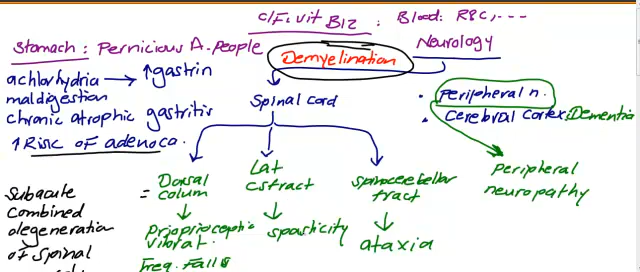 C/F: vit B12 : Blood: RBC, ---
Stomach : Pernicious A. people
Neurology
Demyelination
achlorhydria → ↑gastrin
maldigestion
chronic atrophic gastritis
↑ Risk of adenoca.
Spinal cord
• Peripheral n.
• Cerebral cortex: Dementia
Peripheral
neuropathy
Dorsal
colum
Lat
CStract
Spinocerebellar
tract
Subacute
combined
degeneration
of spinal
=
Proprioceptic
vibrat.
Freq. Falls
spasticity
ataxia